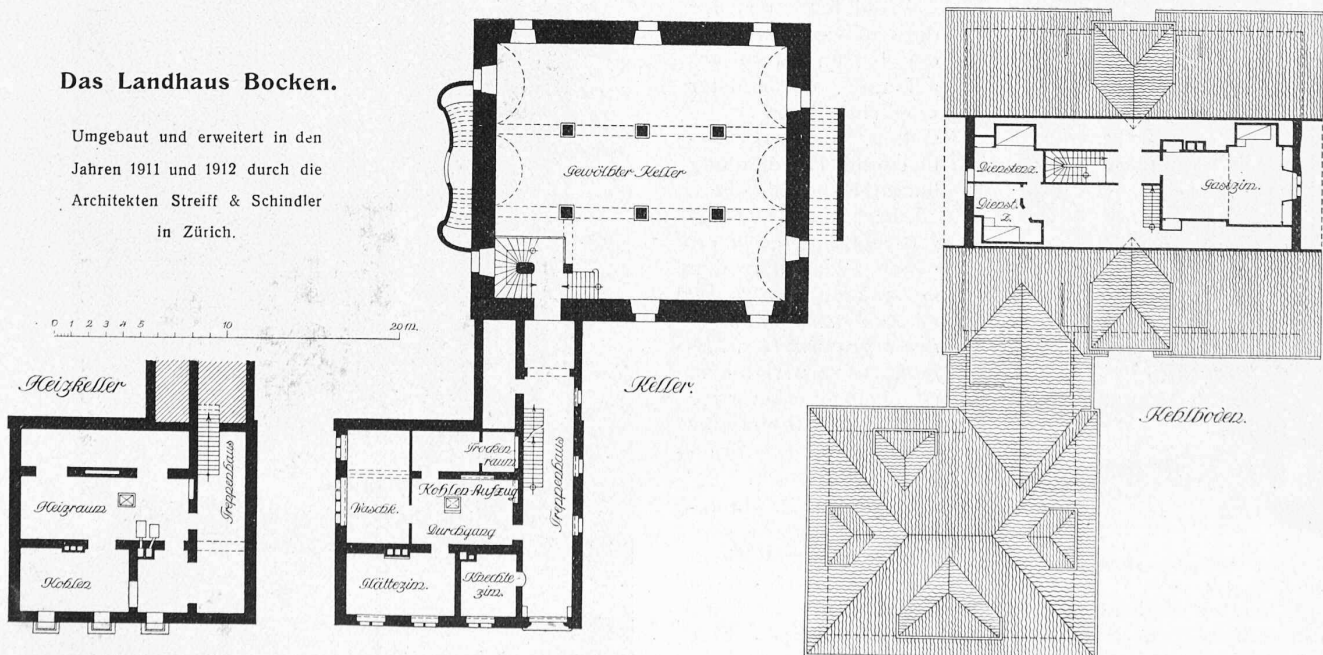 Das Landhaus Bocken.
Umgebaut und erweitert in den
Jahren 1911 und 1912 durch die
Architekten Streiff & Schindler
in Zürich.
0 1 2 3 4 5 10 20 m.
Heizkeller
Heizraum
Kohlen
Treppenhaus
Gewölbter Keller
Keller.
Trocken
raum
Kohlen-Aufzug
Waschk.
Durchgang
Glättezim.
Knechte
zim.
Treppenhaus
Dienstenz.
Dienst.
Z.
Gastzim.
Kehlboden.